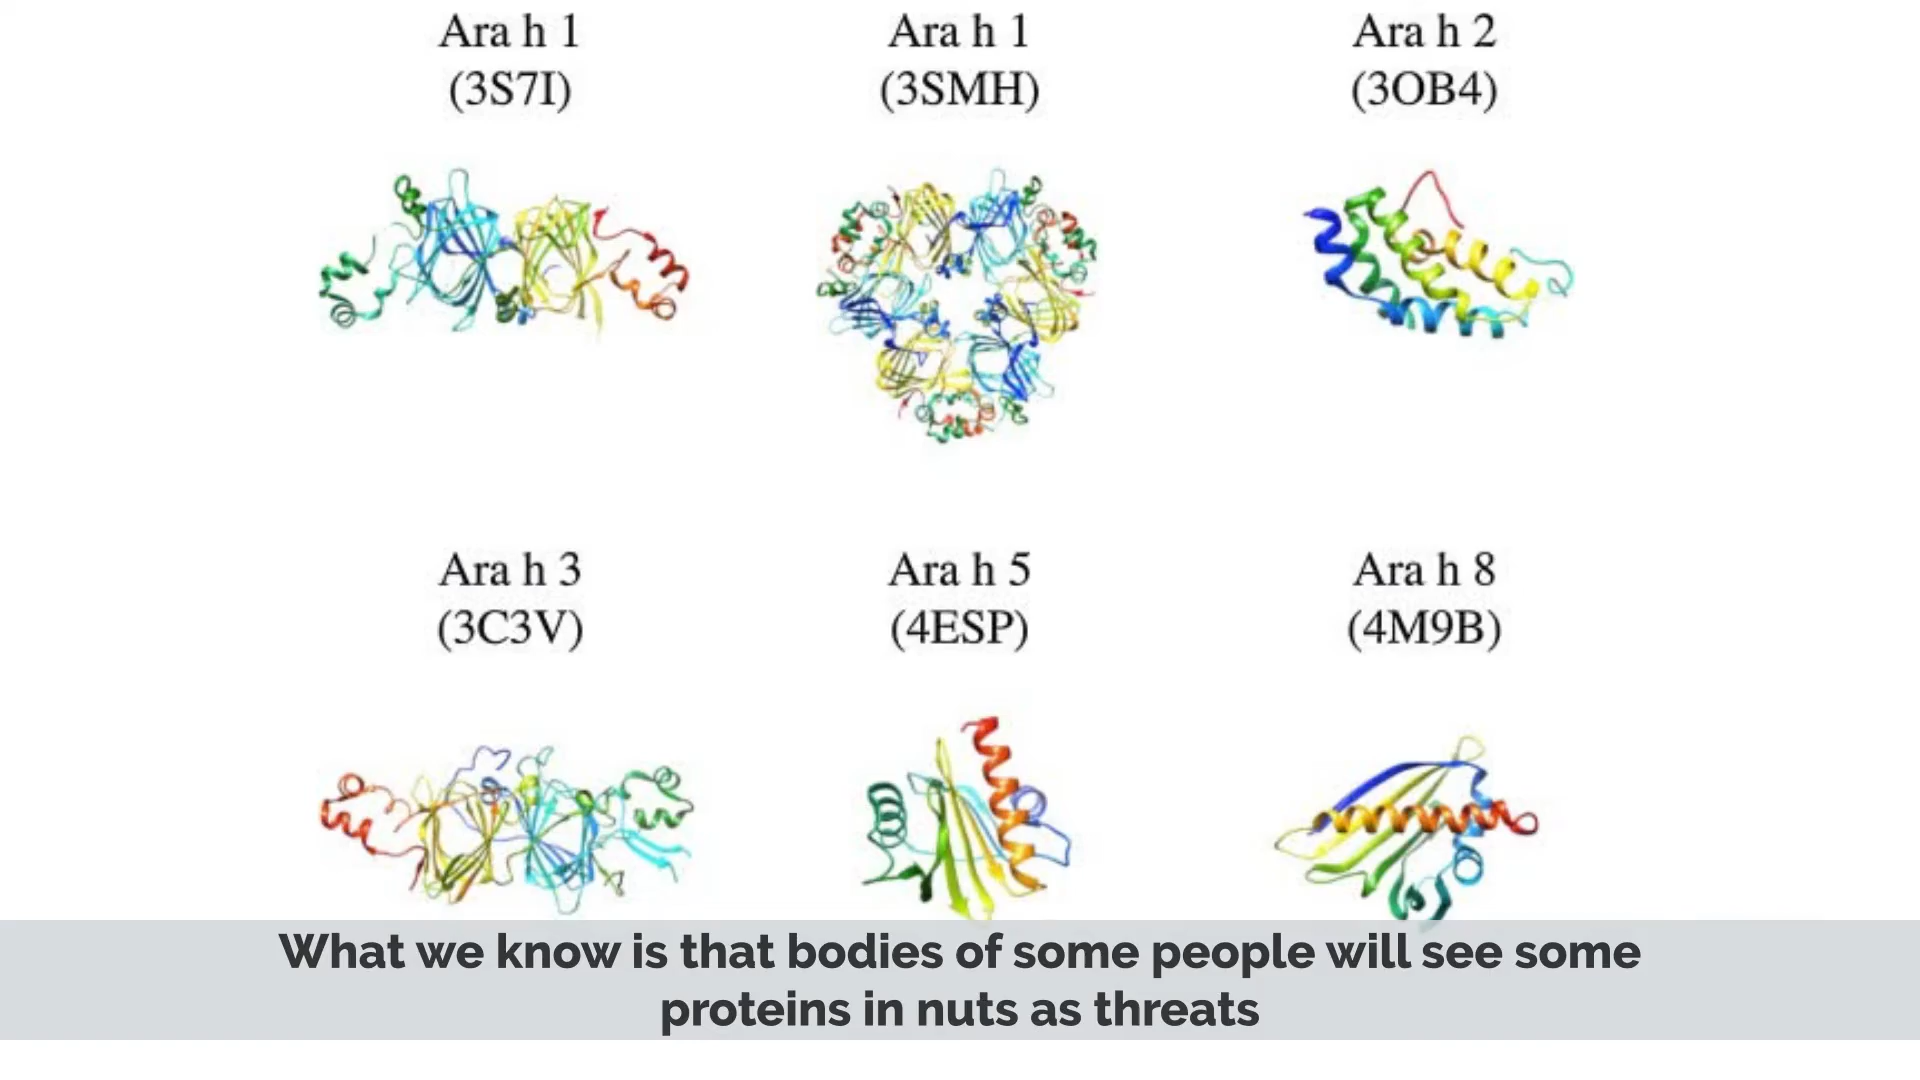 Ara h 1
(3S7I)
Ara h 1
(3SMH)
Ara h 2
(3OB4)
Ara h 3
(3C3V)
Ara h 5
(4ESP)
Ara h 8
(4M9B)
What we know is that bodies of some people will see some
proteins in nuts as threats